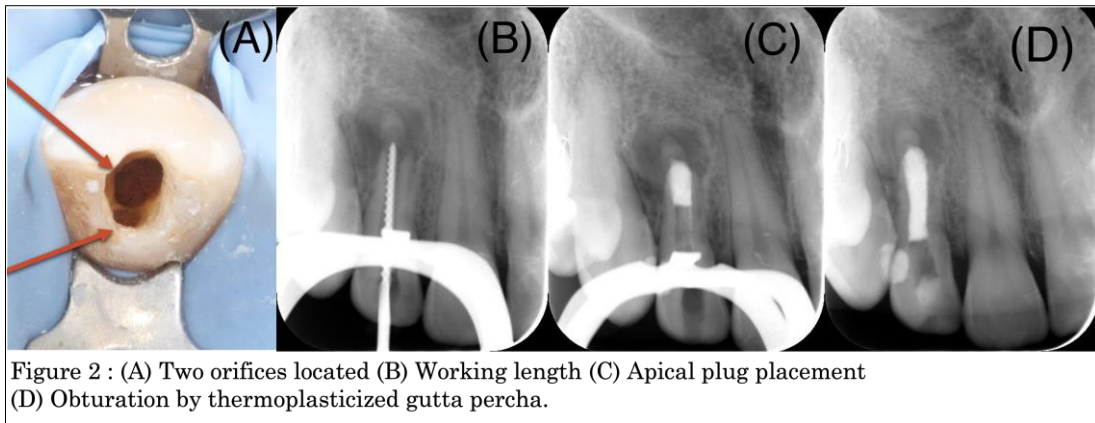 (A)
(B)
(C)
(D)
Figure 2 : (A) Two orifices located (B) Working length (C) Apical plug placement
(D) Obturation by thermoplasticized gutta percha.